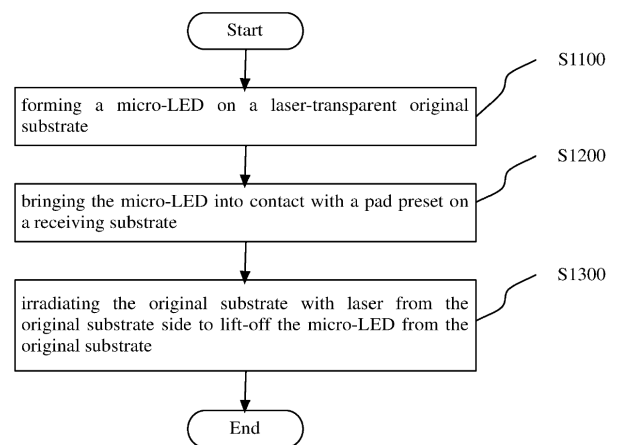 Start
S1100
forming a micro-LED on a laser-transparent original
substrate
S1200
bringing the micro-LED into contact with a pad preset on
a receiving substrate
S1300
irradiating the original substrate with laser from the
original substrate side to lift-off the micro-LED from the
original substrate
End